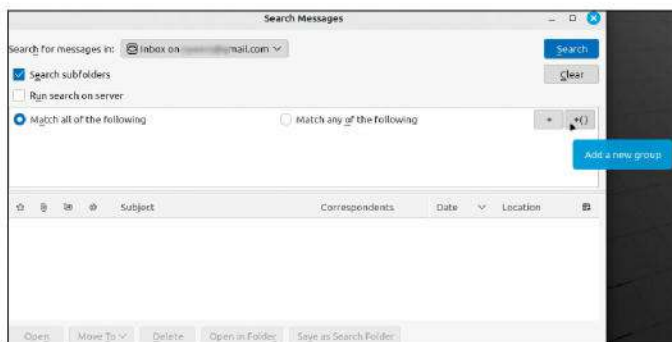 Search Messages
Search for messages in: Inbox on mail.com Search
Search subfolders Clear
Run search on server
Match all of the following Match any of the following + +()
Add a new group
Subject Correspondents Date Location
Open Move To Delete Open in Folder Save as Search Folder